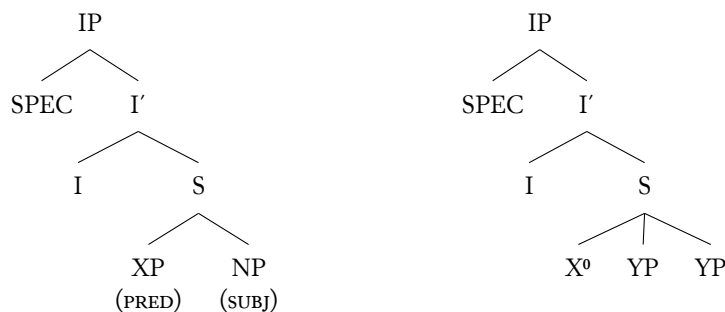 IP IP
SPEC I′ SPEC I′
I S I S
XP NP X⁰ YP YP
(PRED) (SUBJ)